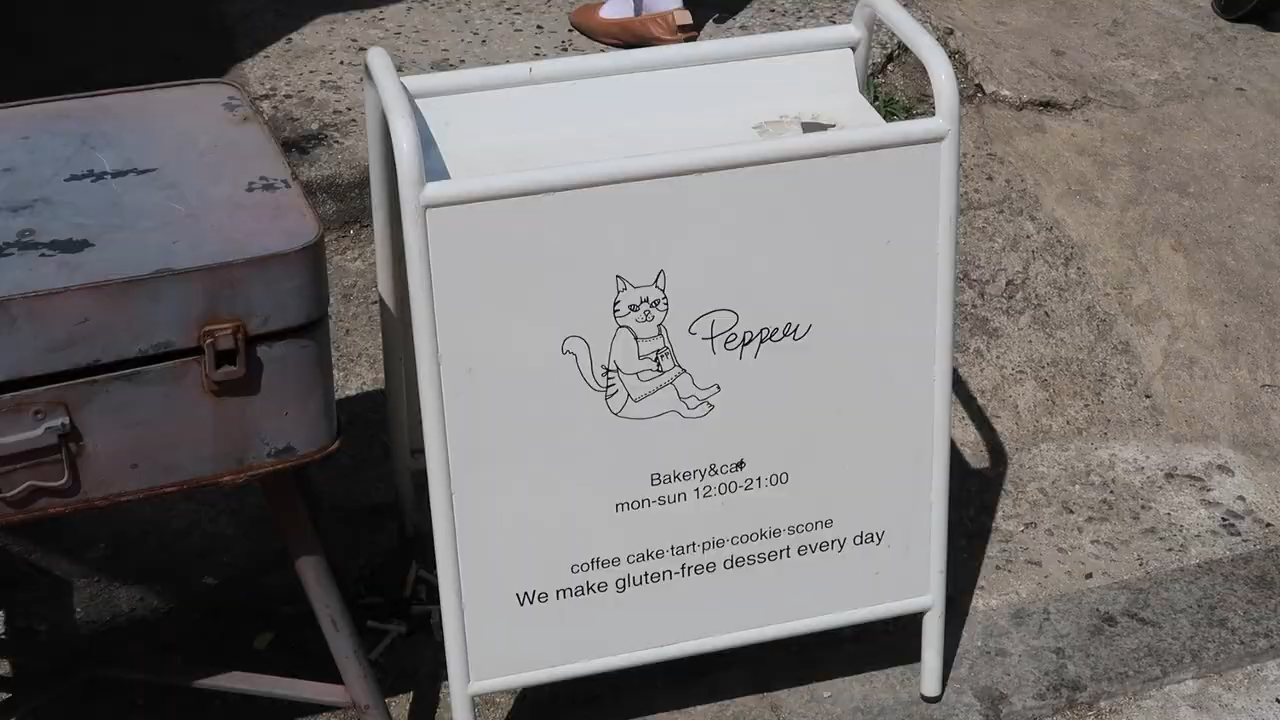 Pepper
Bakery&caf
mon-sun 12:00-21:00
coffee cake·tart·pie·cookie·scone
We make gluten-free dessert every day